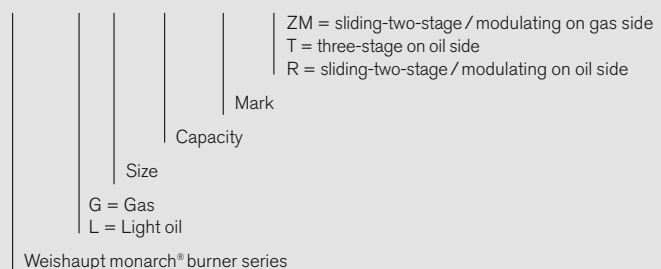 ZM = sliding-two-stage / modulating on gas side
T = three-stage on oil side
R = sliding-two-stage / modulating on oil side
Mark
Capacity
Size
G = Gas
L = Light oil
Weishaupt monarch® burner series